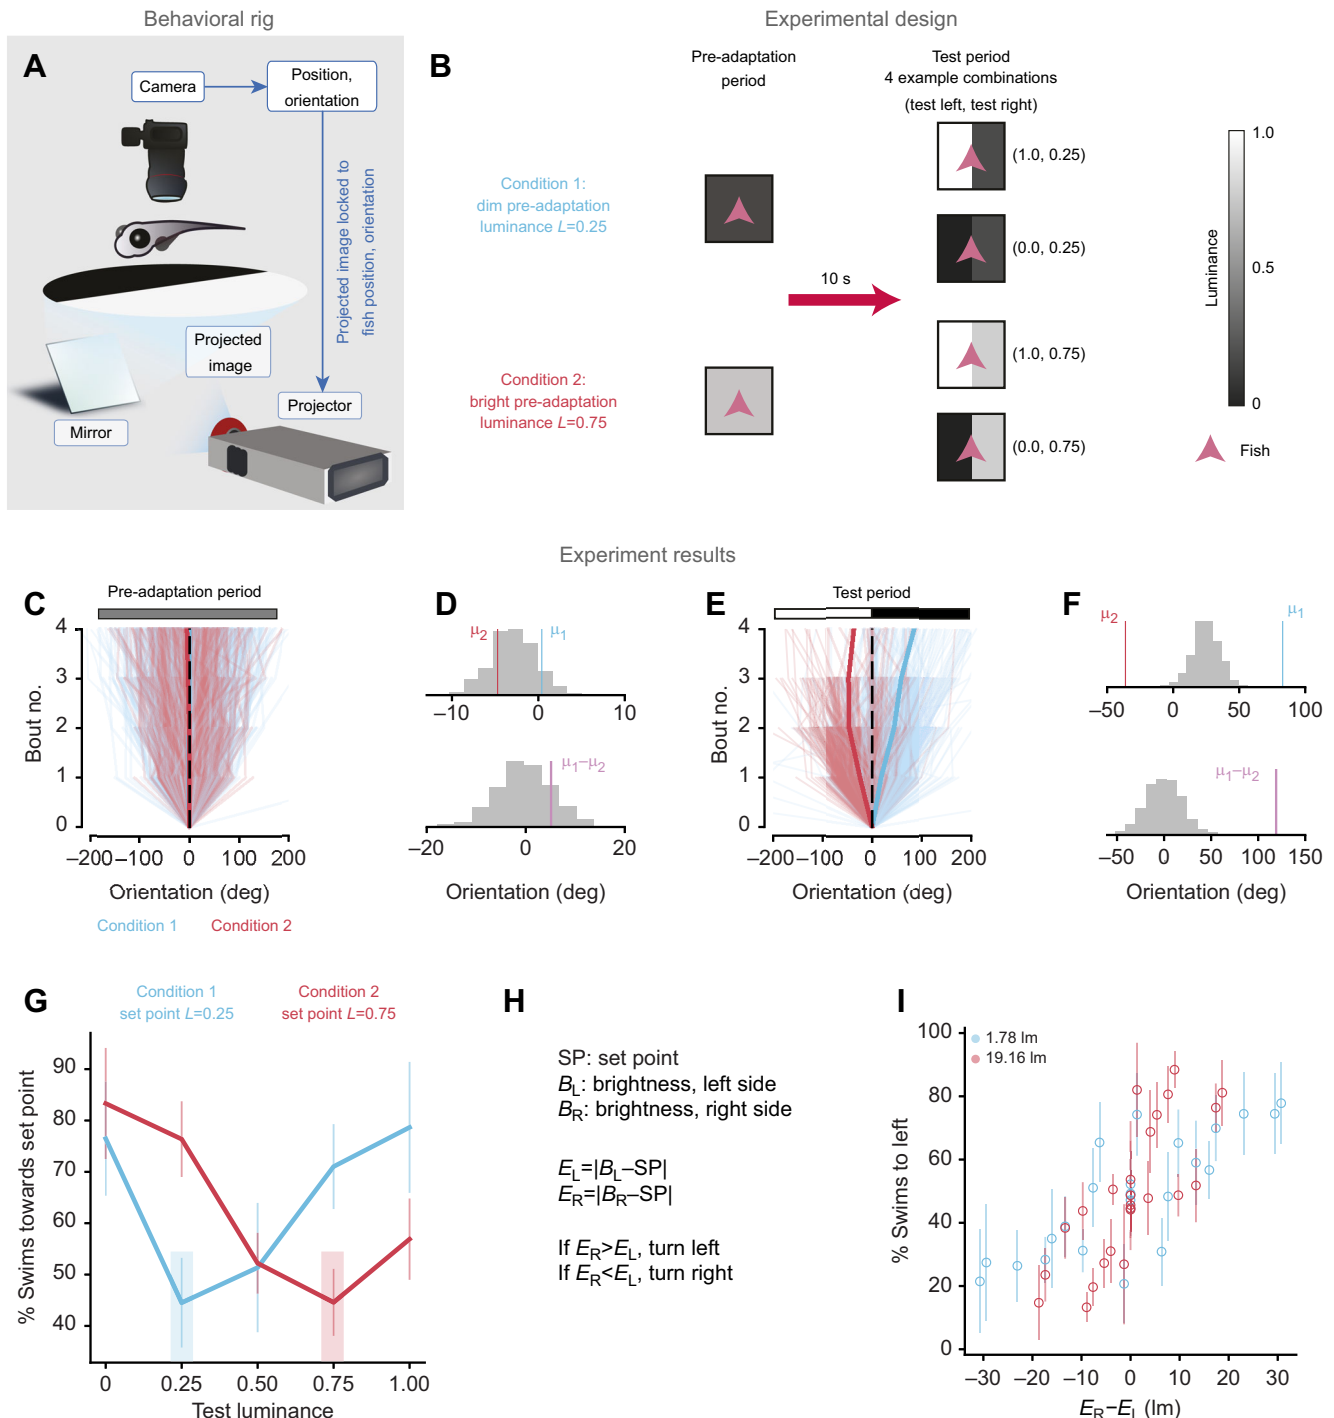 Behavioral rig
Experimental design
A
Camera
Position,
orientation
Projected image locked to
fish position, orientation
Projected
image
Mirror
Projector
B
Pre-adaptation
period
Test period
4 example combinations
(test left, test right)
Condition 1:
dim pre-adaptation
luminance L=0.25
(1.0, 0.25)
(0.0, 0.25)
10 s
Condition 2:
bright pre-adaptation
luminance L=0.75
(1.0, 0.75)
(0.0, 0.75)
Luminance
1.0
0.5
0
Fish
Experiment results
C
Pre-adaptation period
Bout no.
4
3
2
1
0
–200 –100 0 100 200
Orientation (deg)
Condition 1 Condition 2
D
μ2 μ1
–10 0 10
μ1–μ2
–20 0 20
Orientation (deg)
E
Test period
Bout no.
4
3
2
1
0
–200 –100 0 100 200
Orientation (deg)
F
μ2 μ1
–50 0 50 100
μ1–μ2
–50 0 50 100 150
Orientation (deg)
G
Condition 1
set point L=0.25
Condition 2
set point L=0.75
% Swims towards set point
90
80
70
60
50
40
0 0.25 0.50 0.75 1.00
Test luminance
H
SP: set point
BL: brightness, left side
BR: brightness, right side
EL=|BL–SP|
ER=|BR–SP|
If ER>EL, turn left
If ER<EL, turn right
I
1.78 lm
19.16 lm
% Swims to left
100
80
60
40
20
0
–30 –20 –10 0 10 20 30
ER–EL (lm)